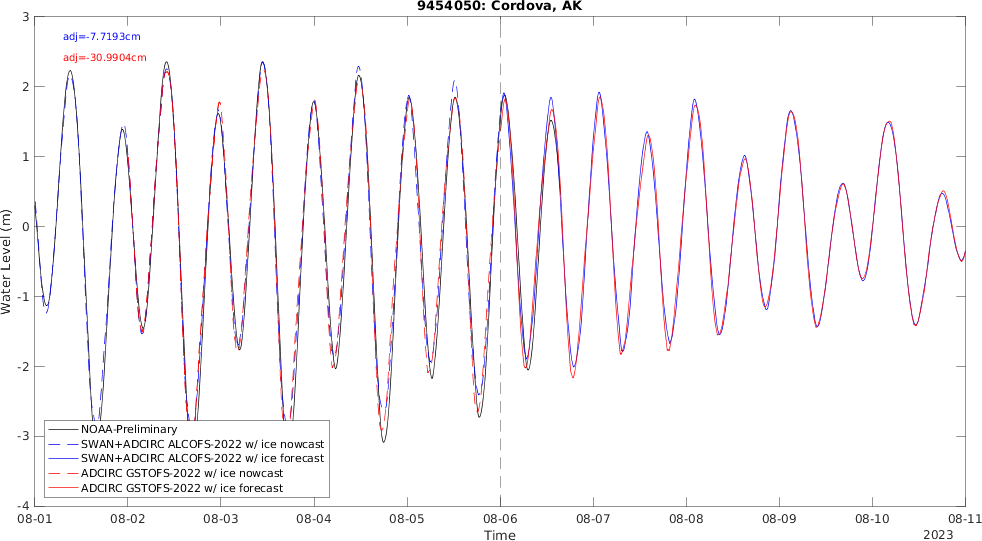 9454050: Cordova, AK
adj=-7.7193cm
adj=-30.9904cm
3
2
1
0
-1
-2
-3
-4
Water Level (m)
NOAA-Preliminary
SWAN+ADCIRC ALCOFS-2022 w/ ice nowcast
SWAN+ADCIRC ALCOFS-2022 w/ ice forecast
ADCIRC GSTOFS-2022 w/ ice nowcast
ADCIRC GSTOFS-2022 w/ ice forecast
08-01 08-02 08-03 08-04 08-05 08-06 08-07 08-08 08-09 08-10 08-11
Time
2023